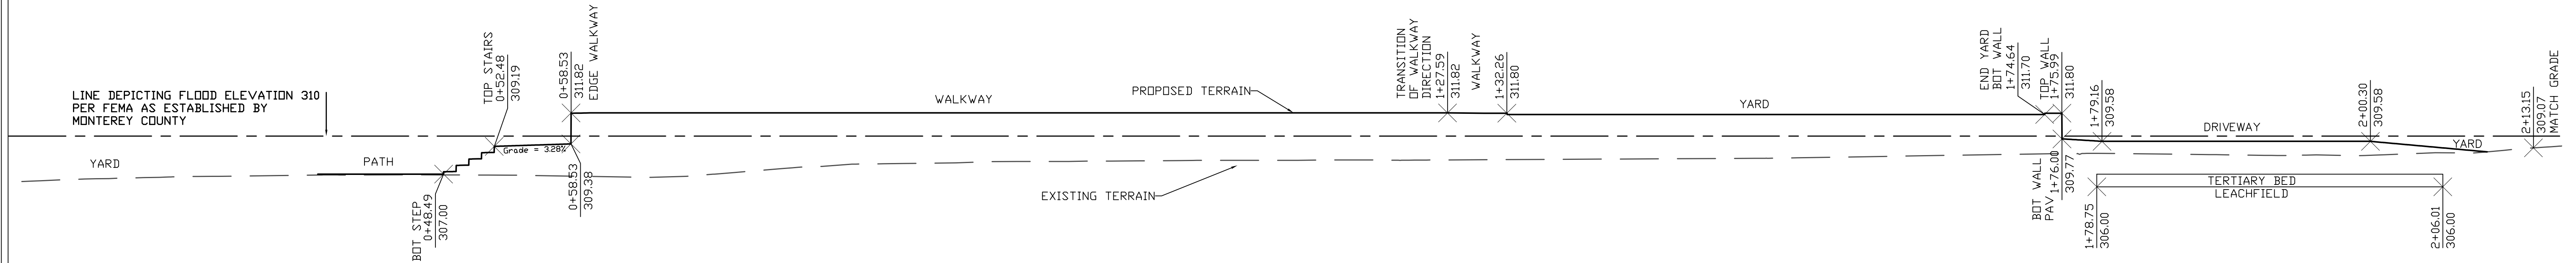 LINE DEPICTING FLOOD ELEVATION 310
PER FEMA AS ESTABLISHED BY
MONTEREY COUNTY
YARD
PATH
BOT STEP
0+48.49
307.00
TOP STAIRS
0+52.48
309.19
Grade = 3.28%
0+58.53
311.82
EDGE WALKWAY
0+58.53
309.38
WALKWAY
PROPOSED TERRAIN
EXISTING TERRAIN
TRANSITION
OF WALKWAY
DIRECTION
1+27.59
311.82
WALKWAY
1+32.26
311.80
YARD
END YARD
BOT WALL
1+74.64
311.70
TOP WALL
1+75.99
311.80
BOT WALL
PAV 1+76.00
309.77
1+79.16
309.58
DRIVEWAY
2+00.30
309.58
YARD
2+13.15
309.07
MATCH GRADE
TERTIARY BED
LEACHFIELD
1+78.75
306.00
2+06.01
306.00